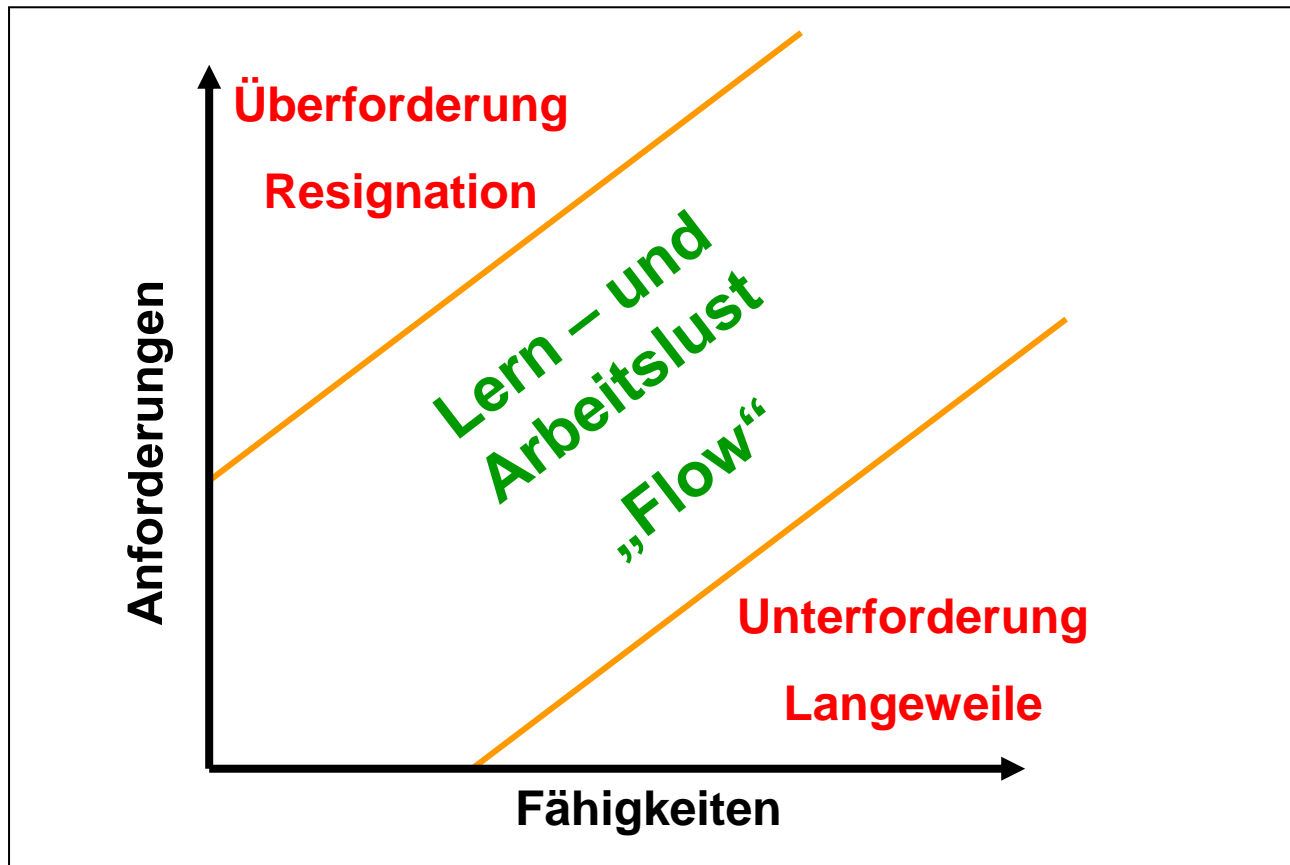 Überforderung
Resignation
Anforderungen
Lern – und
Arbeitslust
„Flow“
Unterforderung
Langeweile
Fähigkeiten